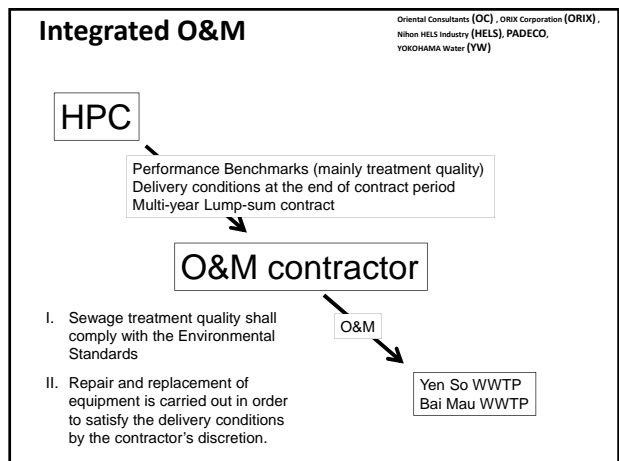 Integrated O&M
Oriental Consultants (OC) , ORIX Corporation (ORIX) ,
Nihon HELS Industry (HELS), PADECO,
YOKOHAMA Water (YW)
HPC
Performance Benchmarks (mainly treatment quality)
Delivery conditions at the end of contract period
Multi-year Lump-sum contract
O&M contractor
I. Sewage treatment quality shall
comply with the Environmental
Standards
II. Repair and replacement of
equipment is carried out in order
to satisfy the delivery conditions
by the contractor’s discretion.
O&M
Yen So WWTP
Bai Mau WWTP